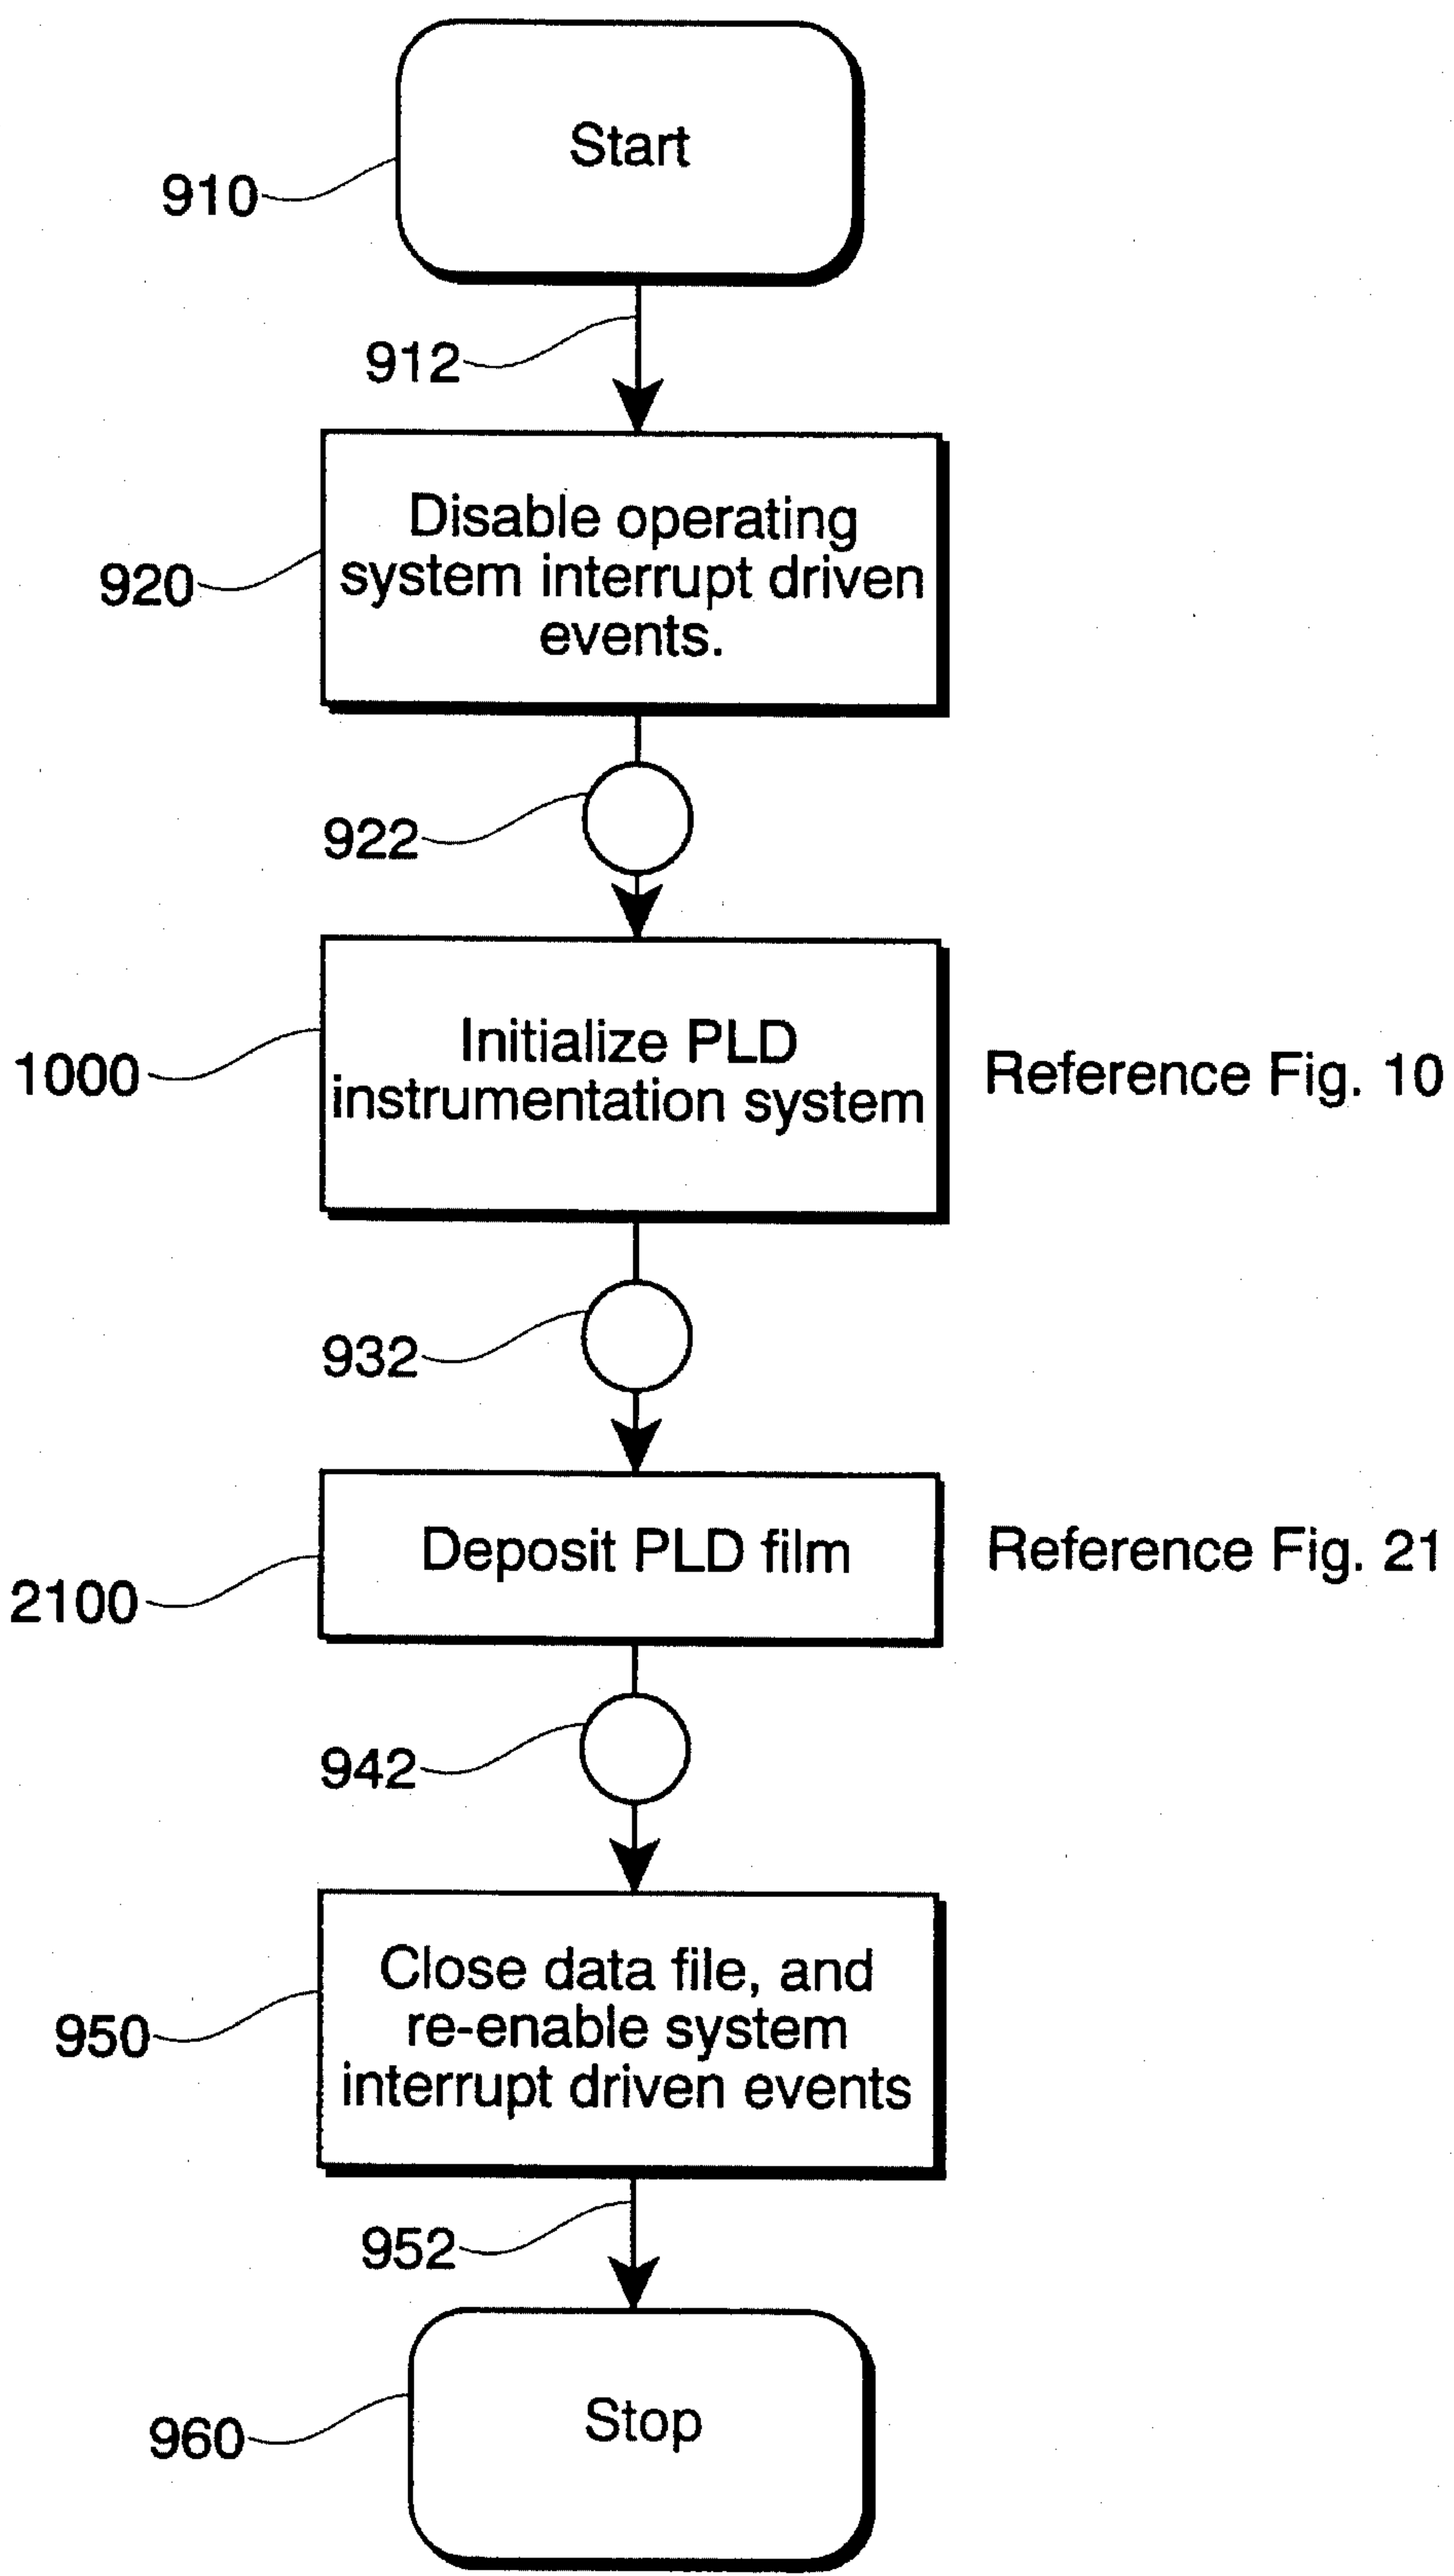 Start
910
912
Disable operating
system interrupt driven
events.
920
922
Initialize PLD
instrumentation system
1000
Reference Fig. 10
932
Deposit PLD film
Reference Fig. 21
2100
942
Close data file, and
re-enable system
interrupt driven events
950
952
Stop
960